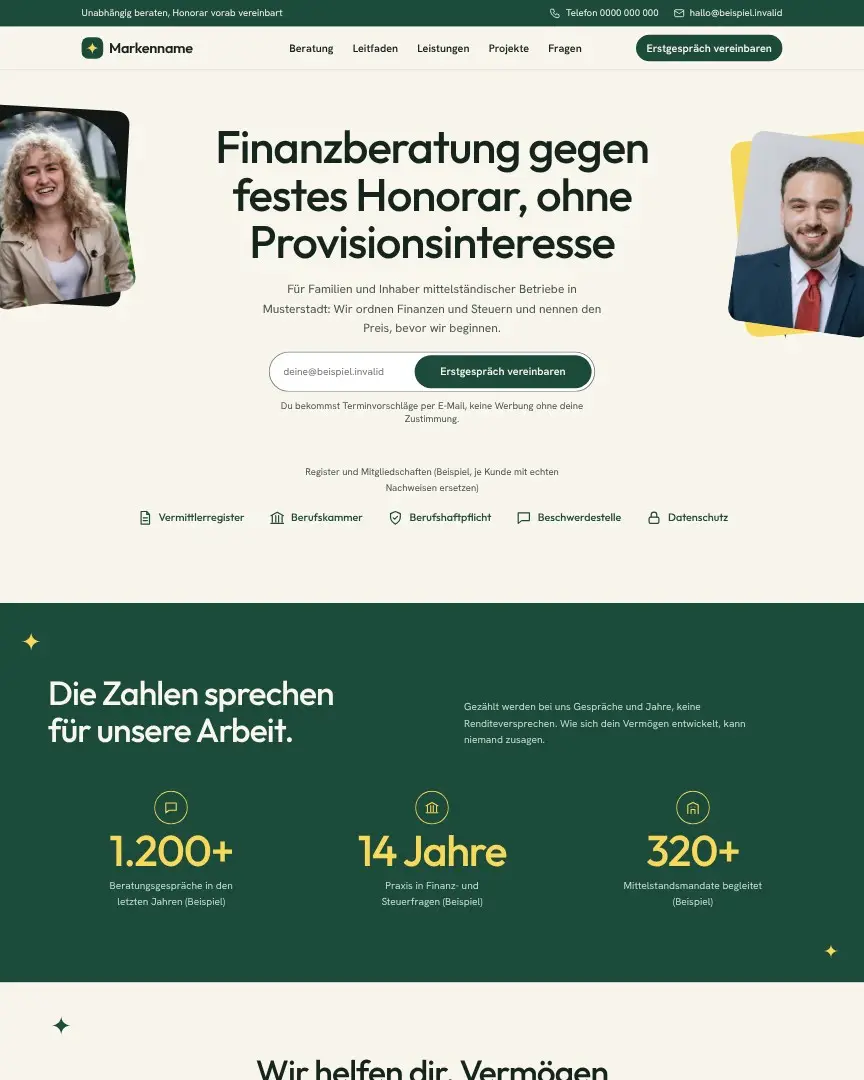 Unabhängig beraten, Honorar vorab vereinbart
Telefon 0000 000 000
hallo@beispiel.invalid
Markenname
Beratung
Leitfaden
Leistungen
Projekte
Fragen
Erstgespräch vereinbaren
Finanzberatung gegen
festes Honorar, ohne
Provisionsinteresse
Für Familien und Inhaber mittelständischer Betriebe in
Musterstadt: Wir ordnen Finanzen und Steuern und nennen den
Preis, bevor wir beginnen.
deine@beispiel.invalid
Erstgespräch vereinbaren
Du bekommst Terminvorschläge per E-Mail, keine Werbung ohne deine
Zustimmung.
Register und Mitgliedschaften (Beispiel, je Kunde mit echten
Nachweisen ersetzen)
Vermittlerregister
Berufskammer
Berufshaftpflicht
Beschwerdestelle
Datenschutz
Die Zahlen sprechen
für unsere Arbeit.
Gezählt werden bei uns Gespräche und Jahre, keine
Renditeversprechen. Wie sich dein Vermögen entwickelt, kann
niemand zusagen.
1.200+
Beratungsgespräche in den
letzten Jahren (Beispiel)
14 Jahre
Praxis in Finanz- und
Steuerfragen (Beispiel)
320+
Mittelstandsmandate begleitet
(Beispiel)
Wir helfen dir, Vermögen